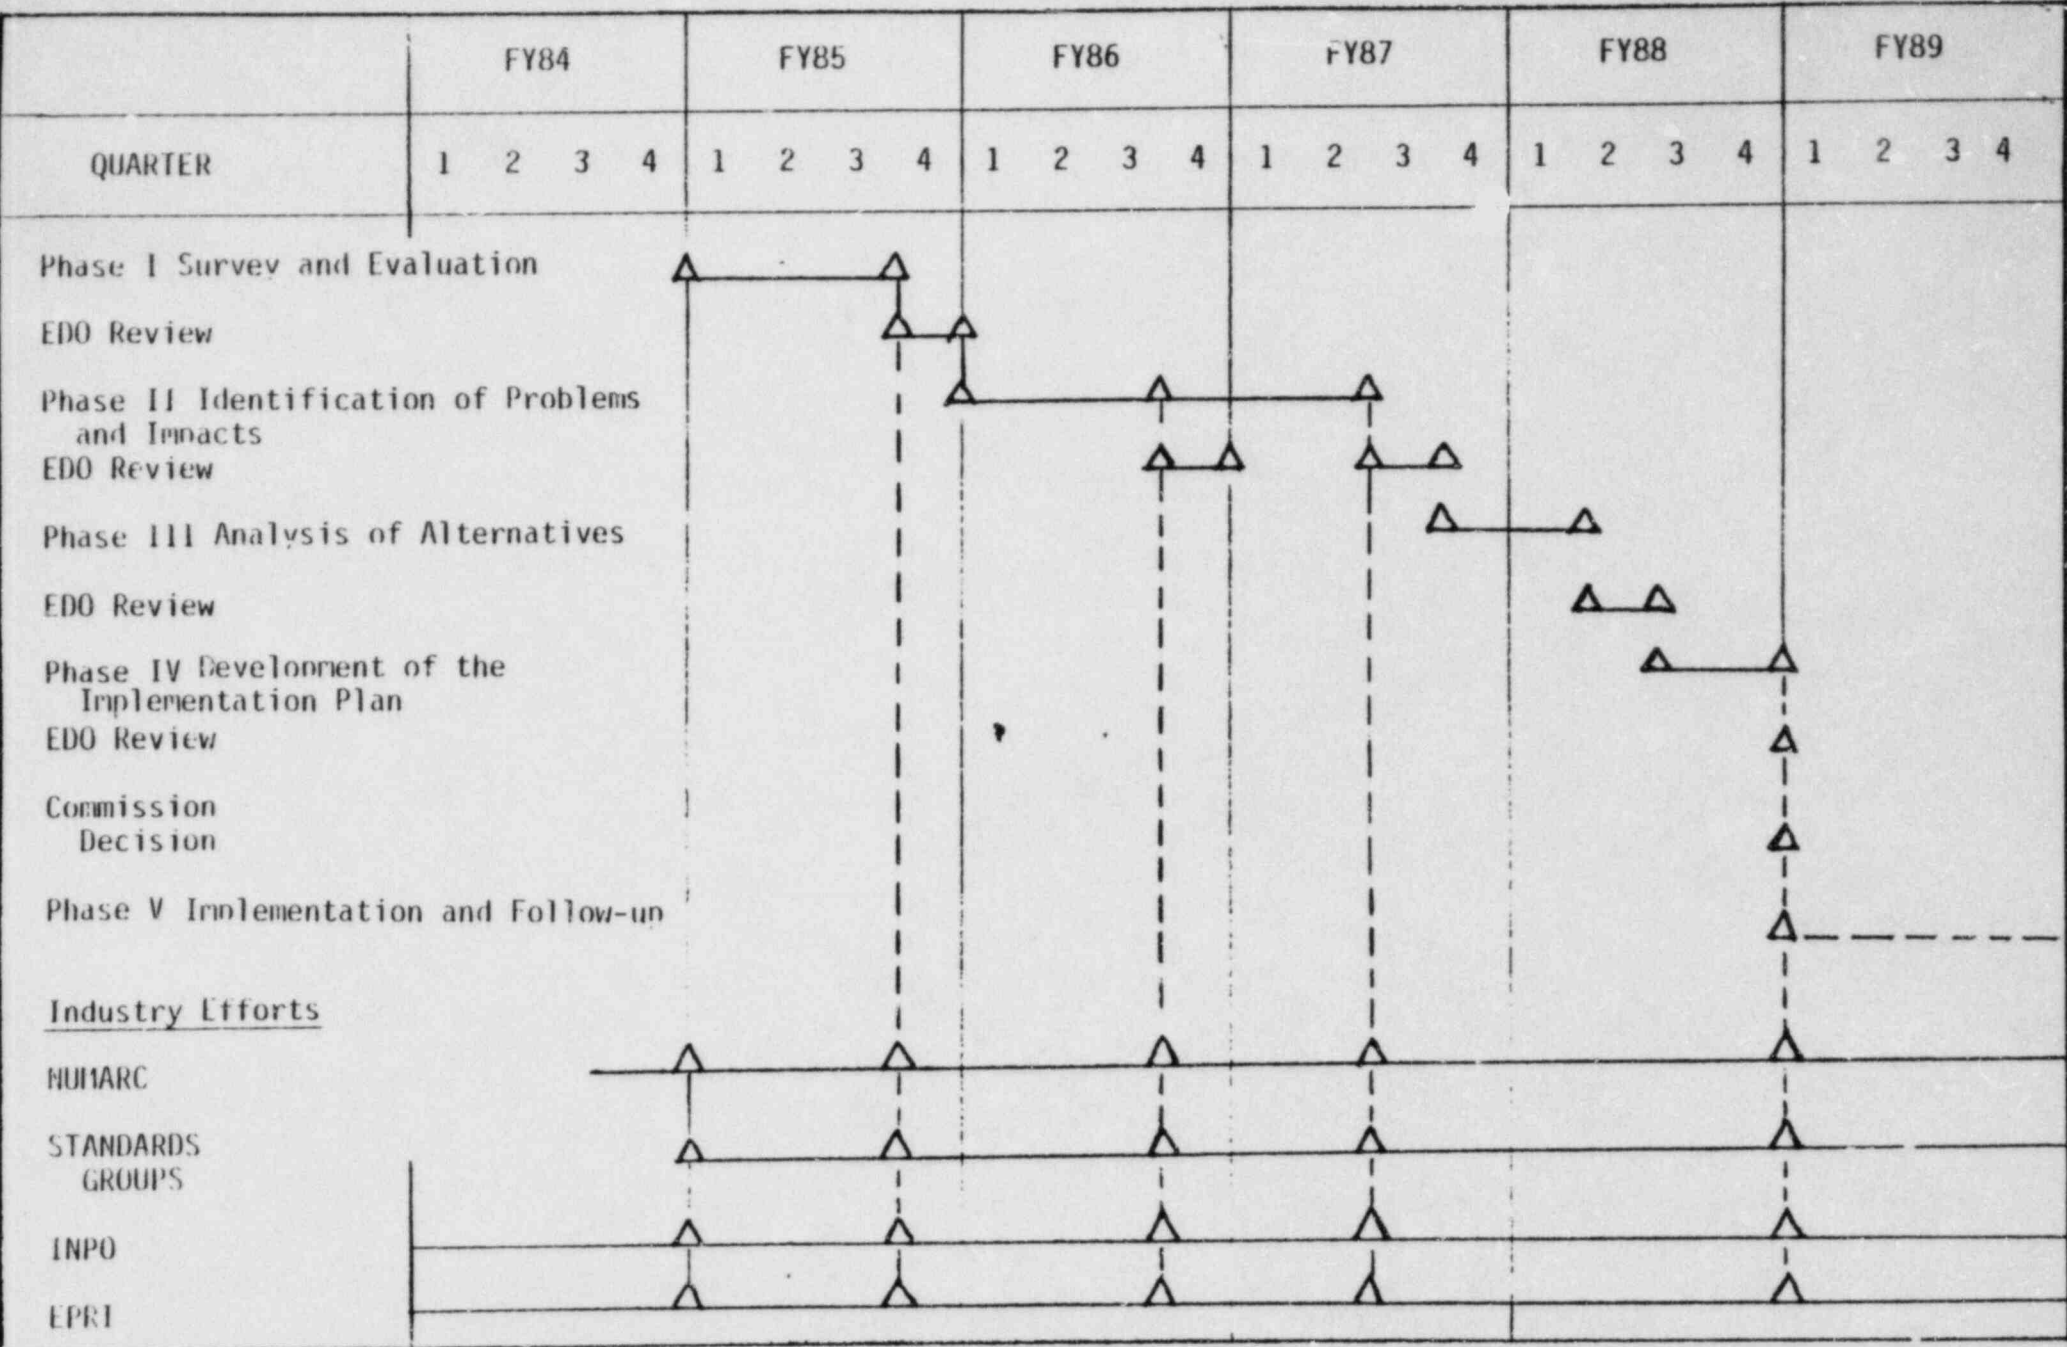 FY84 FY85 FY86 FY87 FY88 FY89
QUARTER 1 2 3 4 1 2 3 4 1 2 3 4 1 2 3 4 1 2 3 4 1 2 3 4
Phase I Survey and Evaluation
EDO Review
Phase II Identification of Problems
and Impacts
EDO Review
Phase III Analysis of Alternatives
EDO Review
Phase IV Development of the
Implementation Plan
EDO Review
Commission
Decision
Phase V Implementation and Follow-up
Industry Efforts
NUMARC
STANDARDS
GROUPS
INPO
EPRI